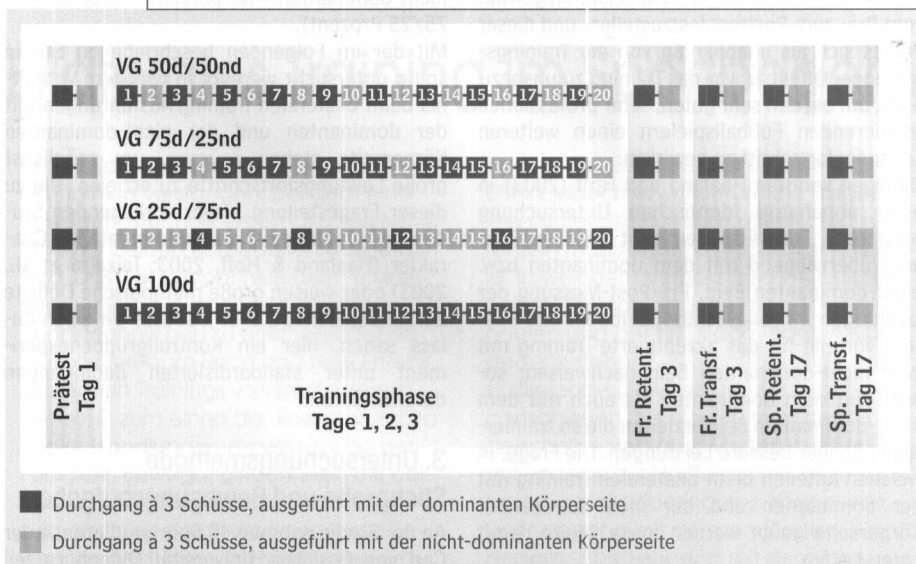 VG 50d/50nd
1 2 3 4 5 6 7 8 9 10 11 12 13 14 15 16 17 18 19 20
VG 75d/25nd
1 2 3 4 5 6 7 8 9 10 11 12 13 14 15 16 17 18 19 20
VG 25d/75nd
1 2 3 4 5 6 7 8 9 10 11 12 13 14 15 16 17 18 19 20
VG 100d
1 2 3 4 5 6 7 8 9 10 11 12 13 14 15 16 17 18 19 20
Prätest
Tag 1
Trainingsphase
Tage 1, 2, 3
Fr. Retemt.
Tag 3
Fr. Transf.
Tag 3
Sp. Retent.
Tag 17
Sp. Transf.
Tag 17
Durchgang à 3 Schüsse, ausgeführt mit der dominanten Körperseite
Durchgang à 3 Schüsse, ausgeführt mit der nicht-dominanten Körperseite